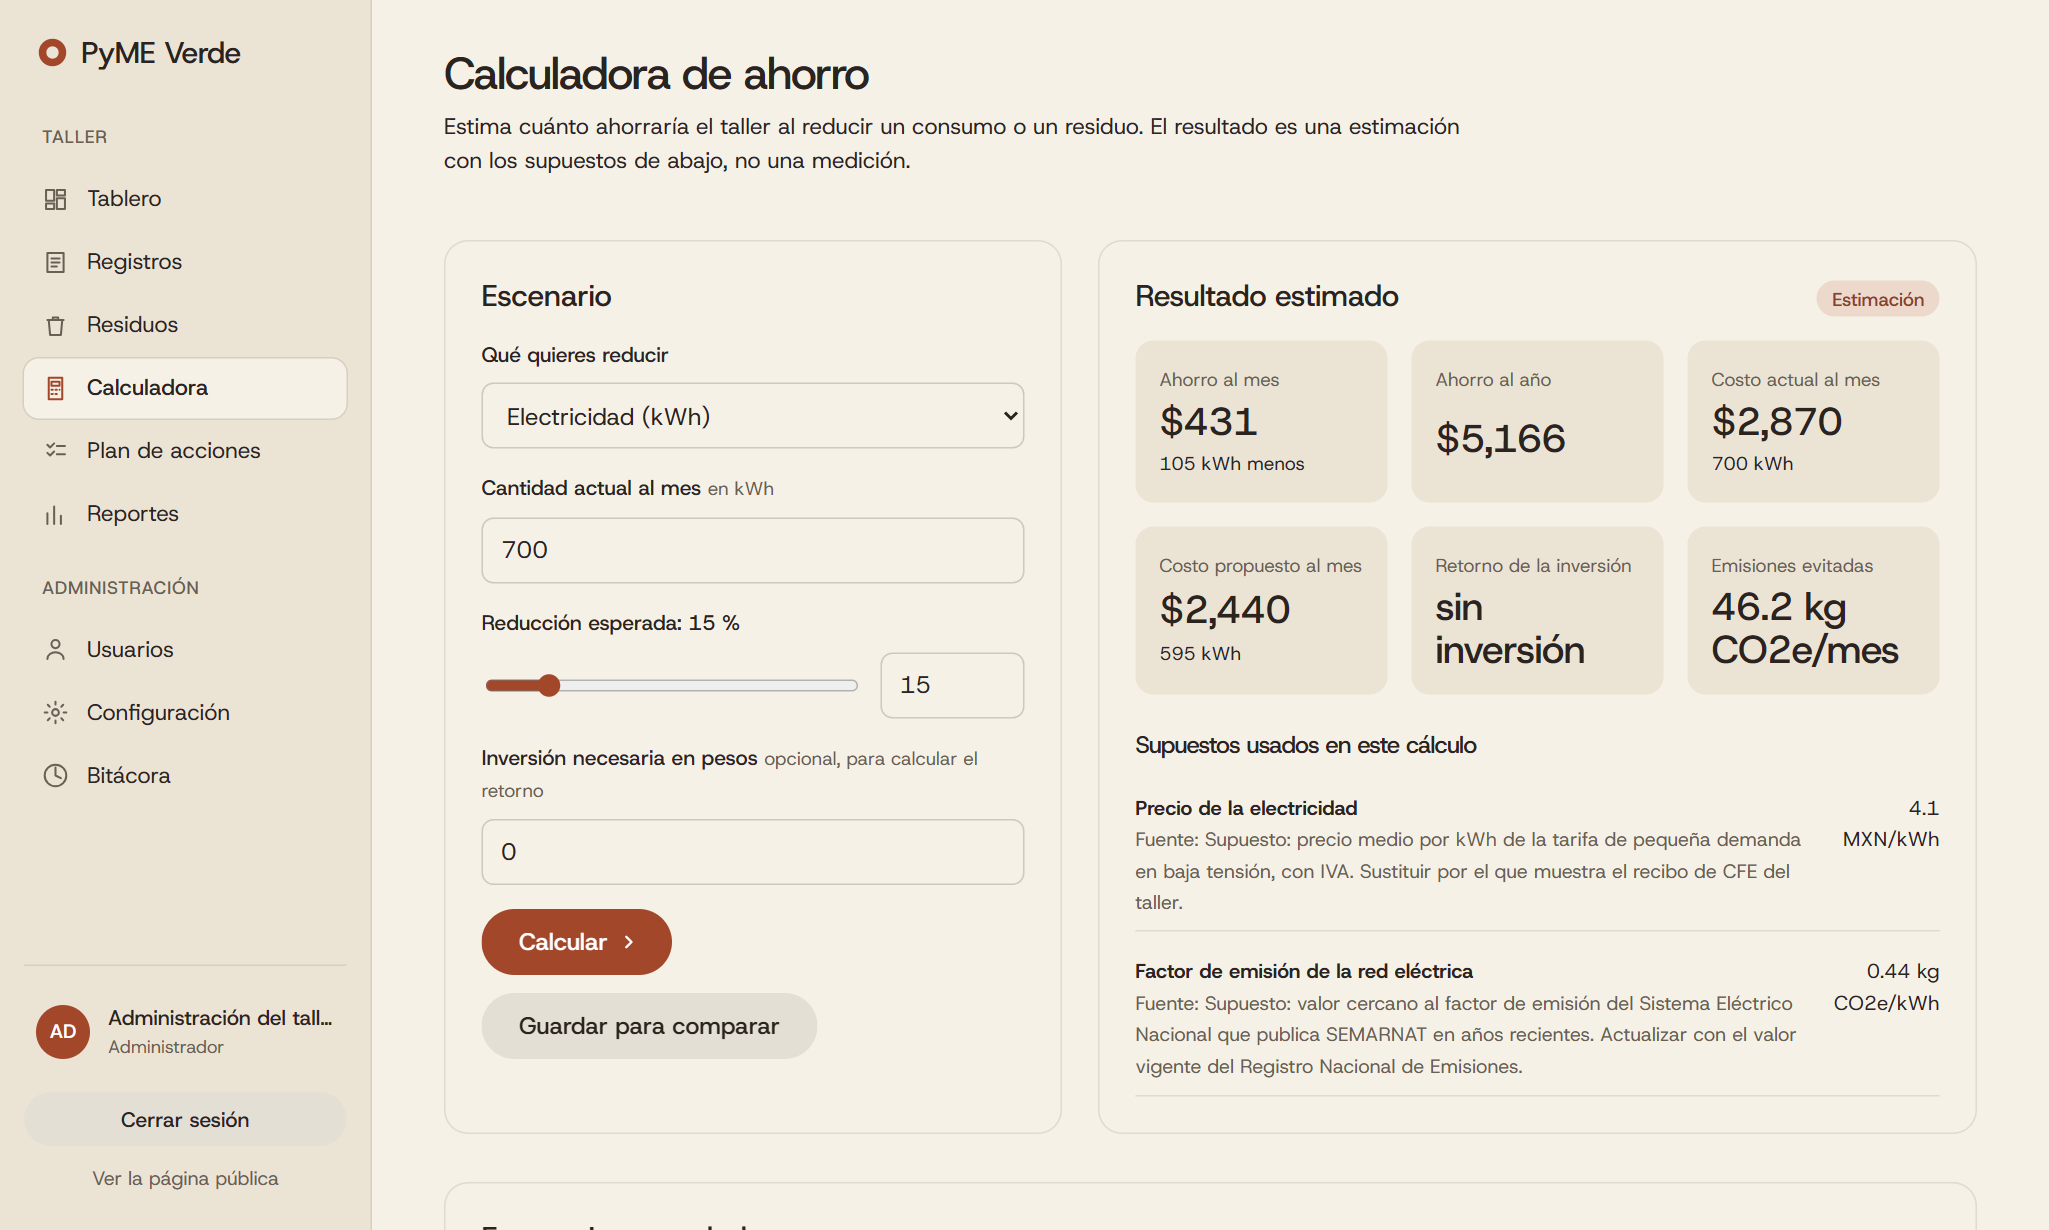 PyME Verde
TALLER
Tablero
Registros
Residuos
Calculadora
Plan de acciones
Reportes
ADMINISTRACIÓN
Usuarios
Configuración
Bitácora
AD
Administración del tall...
Administrador
Cerrar sesión
Ver la página pública
Calculadora de ahorro
Estima cuánto ahorraría el taller al reducir un consumo o un residuo. El resultado es una estimación
con los supuestos de abajo, no una medición.
Escenario
Qué quieres reducir
Electricidad (kWh)
Cantidad actual al mes en kWh
700
Reducción esperada: 15 %
15
Inversión necesaria en pesos opcional, para calcular el
retorno
0
Calcular
Guardar para comparar
Resultado estimado
Estimación
Ahorro al mes
$431
105 kWh menos
Ahorro al año
$5,166
Costo actual al mes
$2,870
700 kWh
Costo propuesto al mes
$2,440
595 kWh
Retorno de la inversión
sin
inversión
Emisiones evitadas
46.2 kg
CO2e/mes
Supuestos usados en este cálculo
Precio de la electricidad
Fuente: Supuesto: precio medio por kWh de la tarifa de pequeña demanda
en baja tensión, con IVA. Sustituir por el que muestra el recibo de CFE del
taller.
4.1
MXN/kWh
Factor de emisión de la red eléctrica
Fuente: Supuesto: valor cercano al factor de emisión del Sistema Eléctrico
Nacional que publica SEMARNAT en años recientes. Actualizar con el valor
vigente del Registro Nacional de Emisiones.
0.44 kg
CO2e/kWh